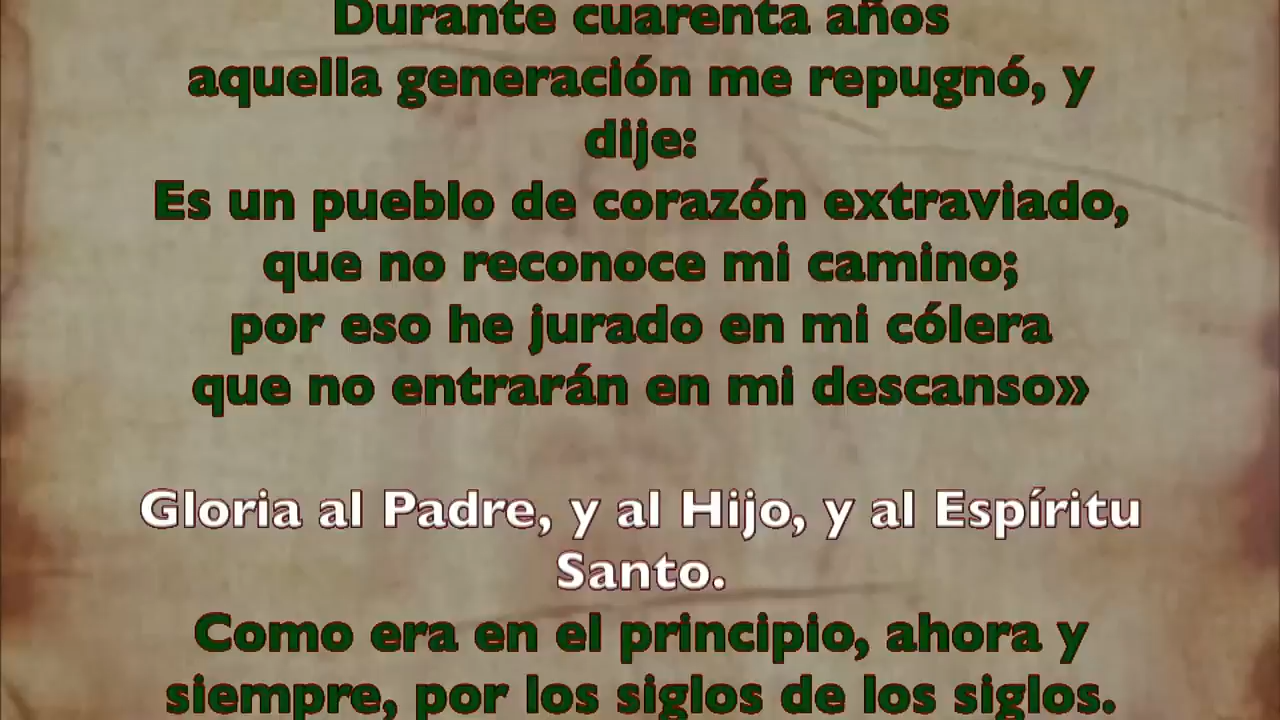 Durante cuarenta años
aquella generación me repugnó, y
dije:
Es un pueblo de corazón extraviado,
que no reconoce mi camino;
por eso he jurado en mi cólera
que no entrarán en mi descanso»
Gloria al Padre, y al Hijo, y al Espíritu
Santo.
Como era en el principio, ahora y
siempre, por los siglos de los siglos.